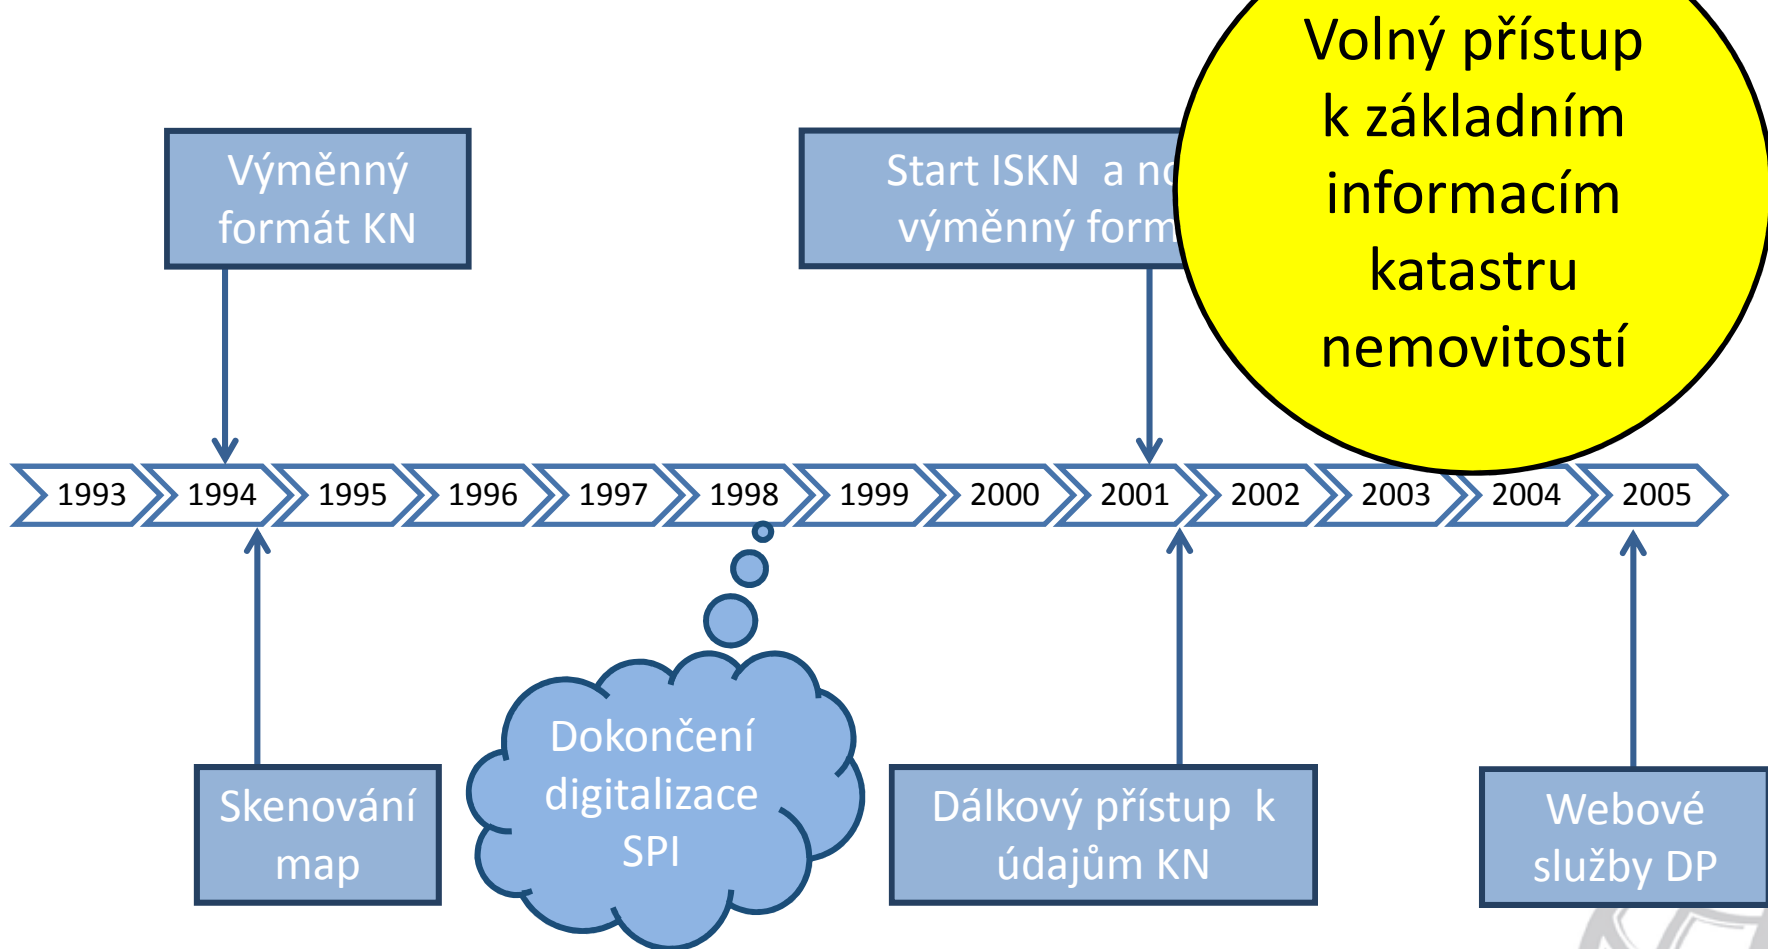 Volný přístup
k základním
informacím
katastru
nemovitostí
Výměnný
formát KN
Start ISKN a
výměnný
1993 1994 1995 1996 1997 1998 1999 2000 2001 2002 2003 2004 2005
Skenování
map
Dokončení
digitalizace
SPI
Dálkový přístup k
údajům KN
Webové
služby DP